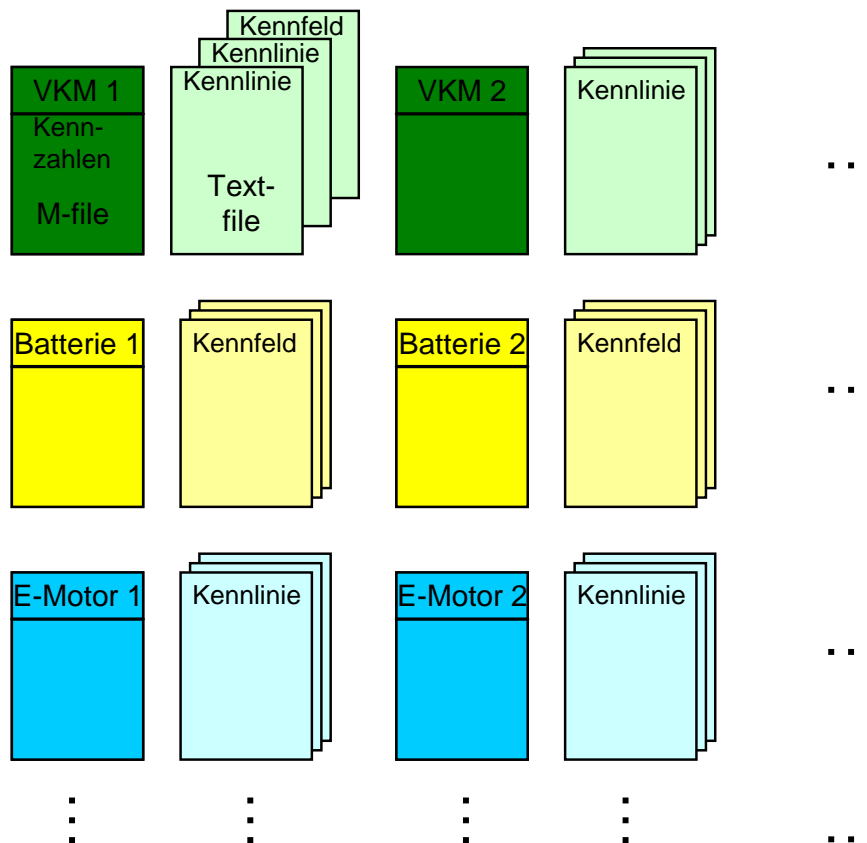 Kennfeld
Kennlinie
VKM 1
Kennlinie
VKM 2
Kennlinie
Kenn-
zahlen
M-file
Text-
file
. .
Batterie 1
Kennfeld
Batterie 2
Kennfeld
. .
E-Motor 1
Kennlinie
E-Motor 2
Kennlinie
. .